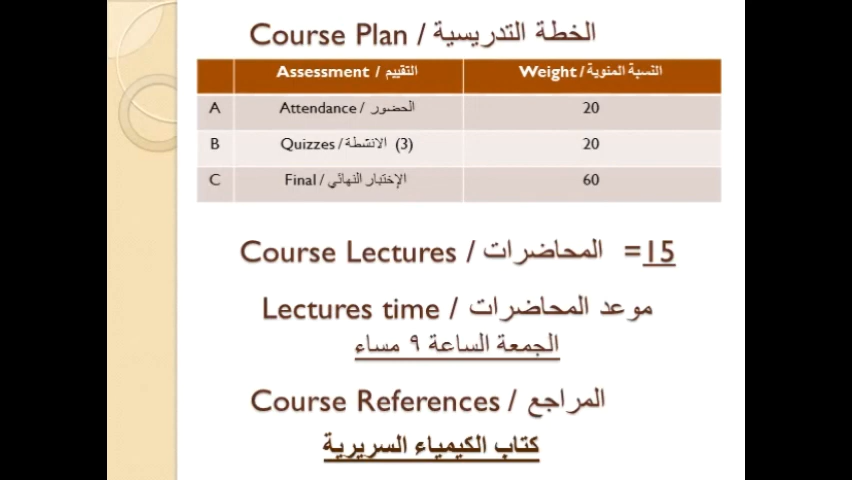 Course Plan / الخطة التدريسية
Assessment / التقييم Weight / النسبة المئوية
A Attendance / الحضور 20
B Quizzes / الانشطة (3) 20
C Final / الإختبار النهائي 60
Course Lectures / المحاضرات =15
Lectures time / موعد المحاضرات
الجمعة الساعة ٩ مساء
Course References / المراجع
كتاب الكيمياء السريرية